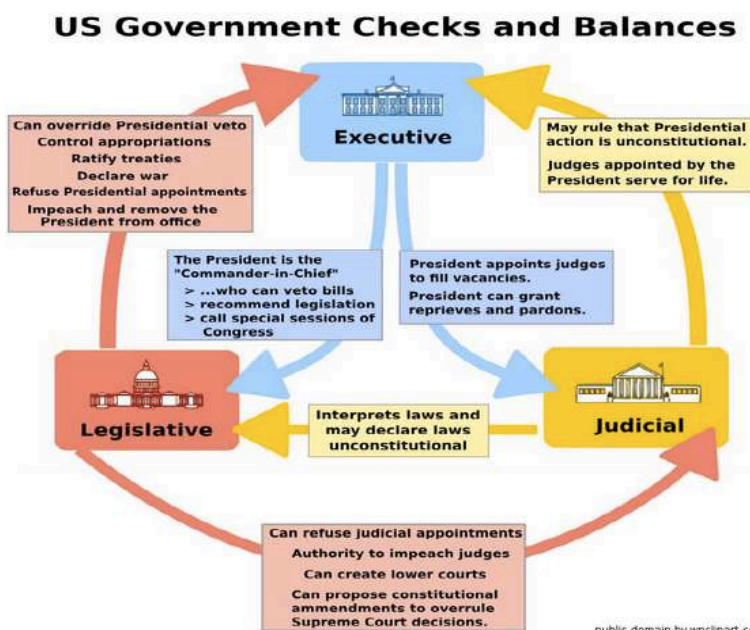 US Government Checks and Balances
Executive
Can override Presidential veto
Control appropriations
Ratify treaties
Declare war
Refuse Presidential appointments
Impeach and remove the
President from office
May rule that Presidential
action is unconstitutional.
Judges appointed by the
President serve for life.
The President is the
"Commander-in-Chief"
> ...who can veto bills
> recommend legislation
> call special sessions of
Congress
President appoints judges
to fill vacancies.
President can grant
reprieves and pardons.
Legislative
Interprets laws and
may declare laws
unconstitutional
Judicial
Can refuse judicial appointments
Authority to impeach judges
Can create lower courts
Can propose constitutional
ammendments to overrule
Supreme Court decisions.
public domain by wpclipart.c